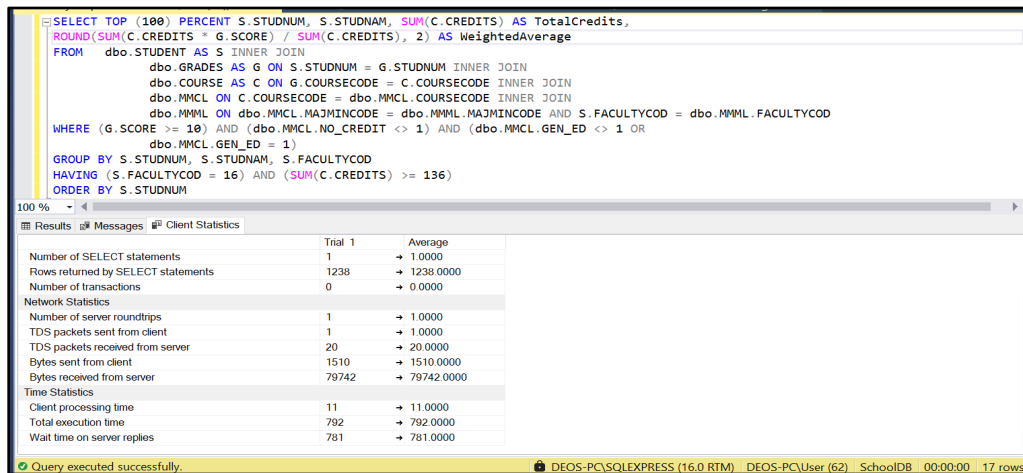 SELECT TOP (100) PERCENT S.STUDNUM, S.STUDNAM, SUM(C.CREDITS) AS TotalCredits,
ROUND(SUM(C.CREDITS * G.SCORE) / SUM(C.CREDITS), 2) AS WeightedAverage
FROM dbo.STUDENT AS S INNER JOIN
dbo.GRADES AS G ON S.STUDNUM = G.STUDNUM INNER JOIN
dbo.COURSE AS C ON G.COURSECODE = C.COURSECODE INNER JOIN
dbo.MMCL ON C.COURSECODE = dbo.MMCL.COURSECODE INNER JOIN
dbo.MMML ON dbo.MMCL.MAJMINCODE = dbo.MMML.MAJMINCODE AND S.FACULTYCOD = dbo.MMML.FACULTYCOD
WHERE (G.SCORE >= 10) AND (dbo.MMCL.NO_CREDIT <> 1) AND (dbo.MMCL.GEN_ED <> 1 OR
dbo.MMCL.GEN_ED = 1)
GROUP BY S.STUDNUM, S.STUDNAM, S.FACULTYCOD
HAVING (S.FACULTYCOD = 16) AND (SUM(C.CREDITS) >= 136)
ORDER BY S.STUDNUM
100 %
Results Messages Client Statistics
Trial 1 Average
Number of SELECT statements 1 → 1.0000
Rows returned by SELECT statements 1238 → 1238.0000
Number of transactions 0 → 0.0000
Network Statistics
Number of server roundtrips 1 → 1.0000
TDS packets sent from client 1 → 1.0000
TDS packets received from server 20 → 20.0000
Bytes sent from client 1510 → 1510.0000
Bytes received from server 79742 → 79742.0000
Time Statistics
Client processing time 11 → 11.0000
Total execution time 792 → 792.0000
Wait time on server replies 781 → 781.0000
Query executed successfully. DEOS-PC\SQLEXPRESS (16.0 RTM) DEOS-PC\User (62) SchoolDB 00:00:00 17 rows